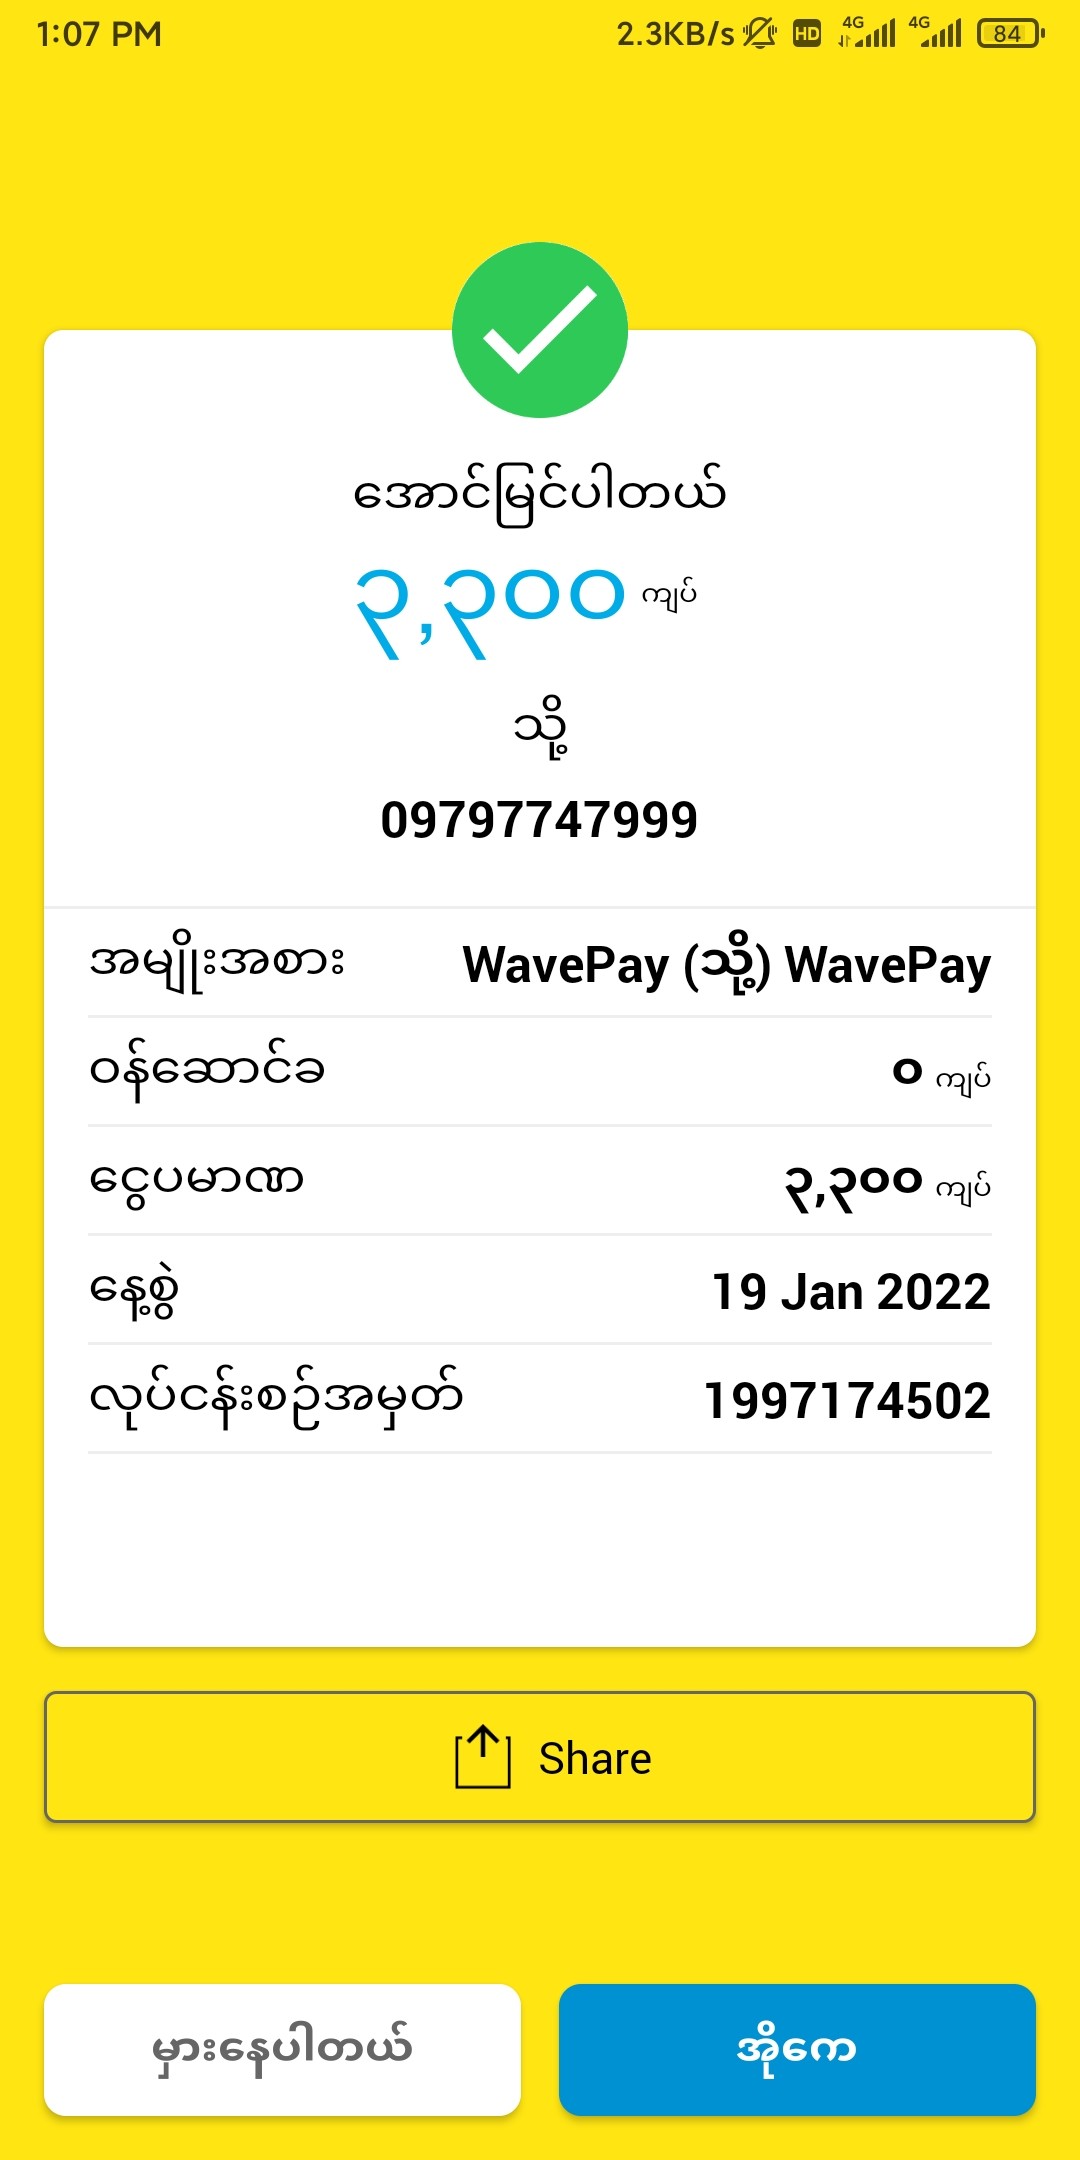 1:07 PM 2.3KB/s HD 4G 4G 84
အောင်မြင်ပါတယ်
၃,၃၀၀ ကျပ်
သို့
09797747999
အမျိုးအစား WavePay (သို့) WavePay
ဝန်ဆောင်ခ ၀ ကျပ်
ငွေပမာဏ ၃,၃၀၀ ကျပ်
နေ့စွဲ 19 Jan 2022
လုပ်ငန်းစဉ်အမှတ် 1997174502
Share
မှားနေပါတယ် အိုကေ